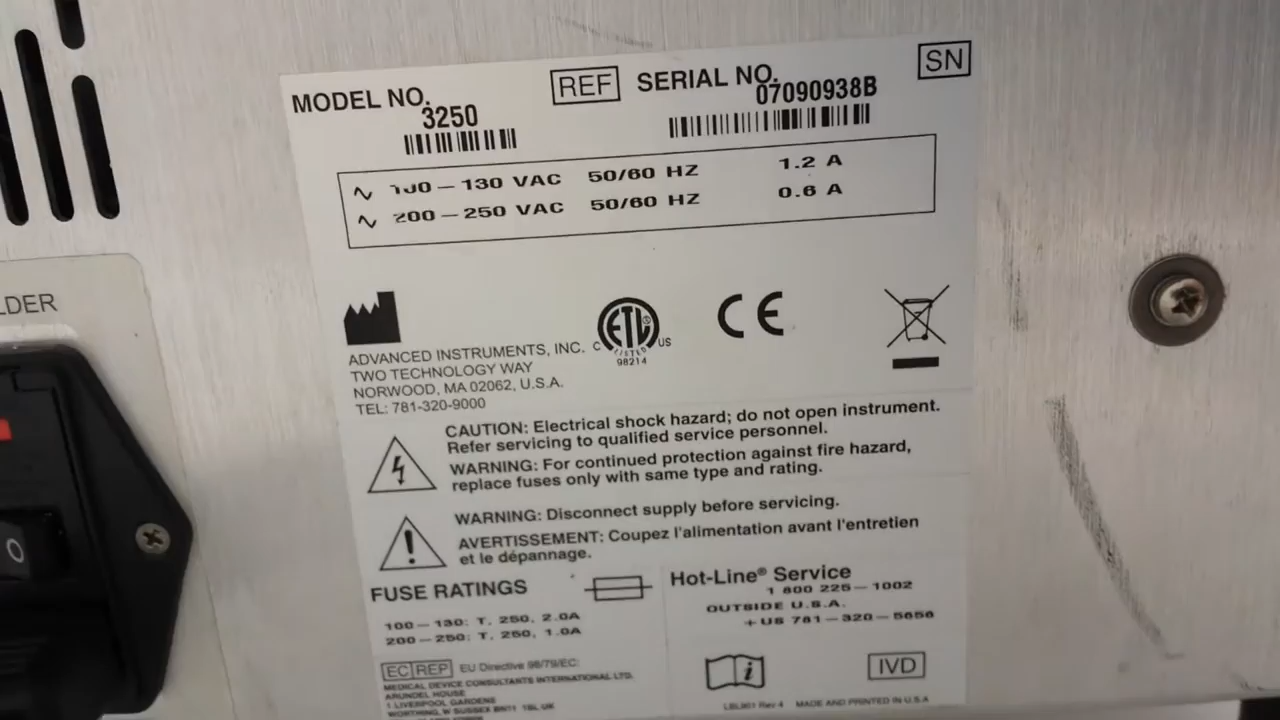 MODEL NO.
3250
REF
SERIAL NO.
07090938B
SN
100 – 130 VAC 50/60 HZ 1.2 A
200 – 250 VAC 50/60 HZ 0.6 A
LDER
ADVANCED INSTRUMENTS, INC.
TWO TECHNOLOGY WAY
NORWOOD, MA 02062, U.S.A.
TEL: 781-320-9000
C ETL US
LISTED
98214
CE
CAUTION: Electrical shock hazard; do not open instrument.
Refer servicing to qualified service personnel.
WARNING: For continued protection against fire hazard,
replace fuses only with same type and rating.
WARNING: Disconnect supply before servicing.
AVERTISSEMENT: Coupez l'alimentation avant l'entretien
et le dépannage.
FUSE RATINGS
100 – 130: T, 250, 2.0A
200 – 250: T, 250, 1.0A
Hot-Line® Service
1 800 225 – 1002
OUTSIDE U.S.A.
+US 781 – 320 – 5656
EC REP EU Directive 98/79/EC:
MEDICAL DEVICE CONSULTANTS INTERNATIONAL LTD.
ARUNDEL HOUSE
1 LIVERPOOL GARDENS
WORTHING, W SUSSEX BN11 1SL UK
i
IVD
LBL901 Rev 4 MADE AND PRINTED IN U.S.A
O